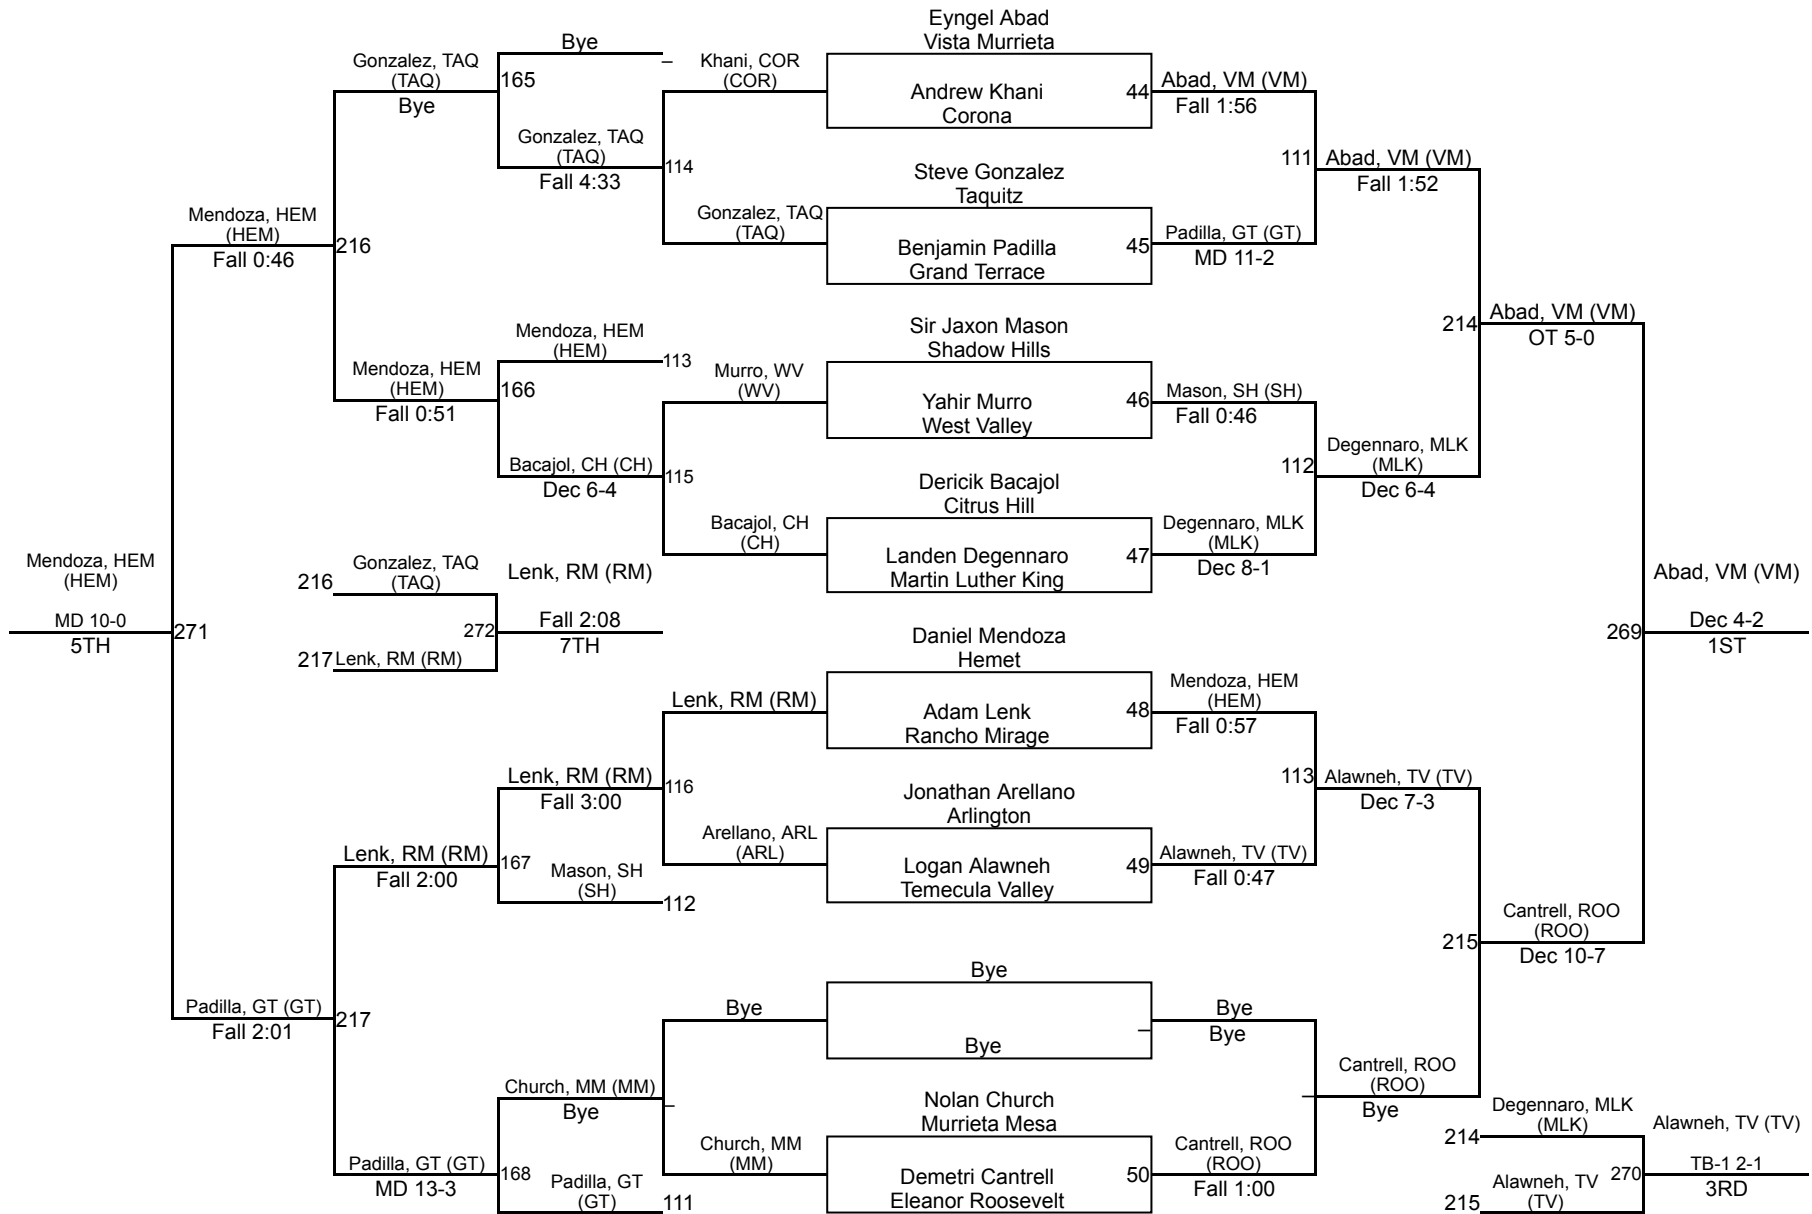 Eyngel Abad
Vista Murrieta
Bye
Gonzalez, TAQ
(TAQ)
165
Bye
Khani, COR
(COR)
Andrew Khani
Corona
44
Abad, VM (VM)
Fall 1:56
Gonzalez, TAQ
(TAQ)
Fall 4:33
114
111
Abad, VM (VM)
Fall 1:52
Steve Gonzalez
Taquitz
Mendoza, HEM
(HEM)
Fall 0:46
216
Gonzalez, TAQ
(TAQ)
Benjamin Padilla
Grand Terrace
45
Padilla, GT (GT)
MD 11-2
Sir Jaxon Mason
Shadow Hills
214
Abad, VM (VM)
OT 5-0
Mendoza, HEM
(HEM)
113
Mendoza, HEM
(HEM)
Fall 0:51
166
Murro, WV
(WV)
Yahir Murro
West Valley
46
Mason, SH (SH)
Fall 0:46
Bacajol, CH (CH)
Dec 6-4
115
112
Degennaro, MLK
(MLK)
Dec 6-4
Dericik Bacajol
Citrus Hill
Bacajol, CH
(CH)
Landen Degennaro
Martin Luther King
47
Degennaro, MLK
(MLK)
Dec 8-1
Mendoza, HEM
(HEM)
MD 10-0
5TH
271
216
Gonzalez, TAQ
(TAQ)
217
Lenk, RM (RM)
272
Lenk, RM (RM)
Fall 2:08
7TH
269
Abad, VM (VM)
Dec 4-2
1ST
Daniel Mendoza
Hemet
Lenk, RM (RM)
Adam Lenk
Rancho Mirage
48
Mendoza, HEM
(HEM)
Fall 0:57
Lenk, RM (RM)
Fall 3:00
116
113
Alawneh, TV (TV)
Dec 7-3
Jonathan Arellano
Arlington
Lenk, RM (RM)
Fall 2:00
167
Mason, SH
(SH)
112
Arellano, ARL
(ARL)
Logan Alawneh
Temecula Valley
49
Alawneh, TV (TV)
Fall 0:47
215
Cantrell, ROO
(ROO)
Dec 10-7
Bye
Padilla, GT (GT)
Fall 2:01
217
Bye
Bye
Bye
Bye
Church, MM (MM)
Bye
Cantrell, ROO
(ROO)
Bye
Nolan Church
Murrieta Mesa
Padilla, GT (GT)
MD 13-3
168
Padilla, GT
(GT)
111
Church, MM
(MM)
Demetri Cantrell
Eleanor Roosevelt
50
Cantrell, ROO
(ROO)
Fall 1:00
Degennaro, MLK
(MLK)
214
Alawneh, TV
(TV)
215
270
Alawneh, TV (TV)
TB-1 2-1
3RD